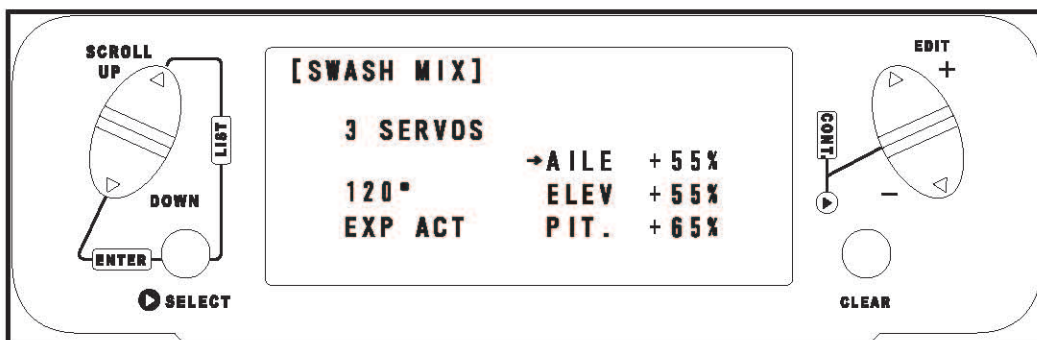 SCROLL
UP
LIST
DOWN
ENTER
SELECT
[SWASH MIX]
3 SERVOS
➔AILE +55%
120° ELEV +55%
EXP ACT PIT. +65%
EDIT
+
CONT.
−
CLEAR